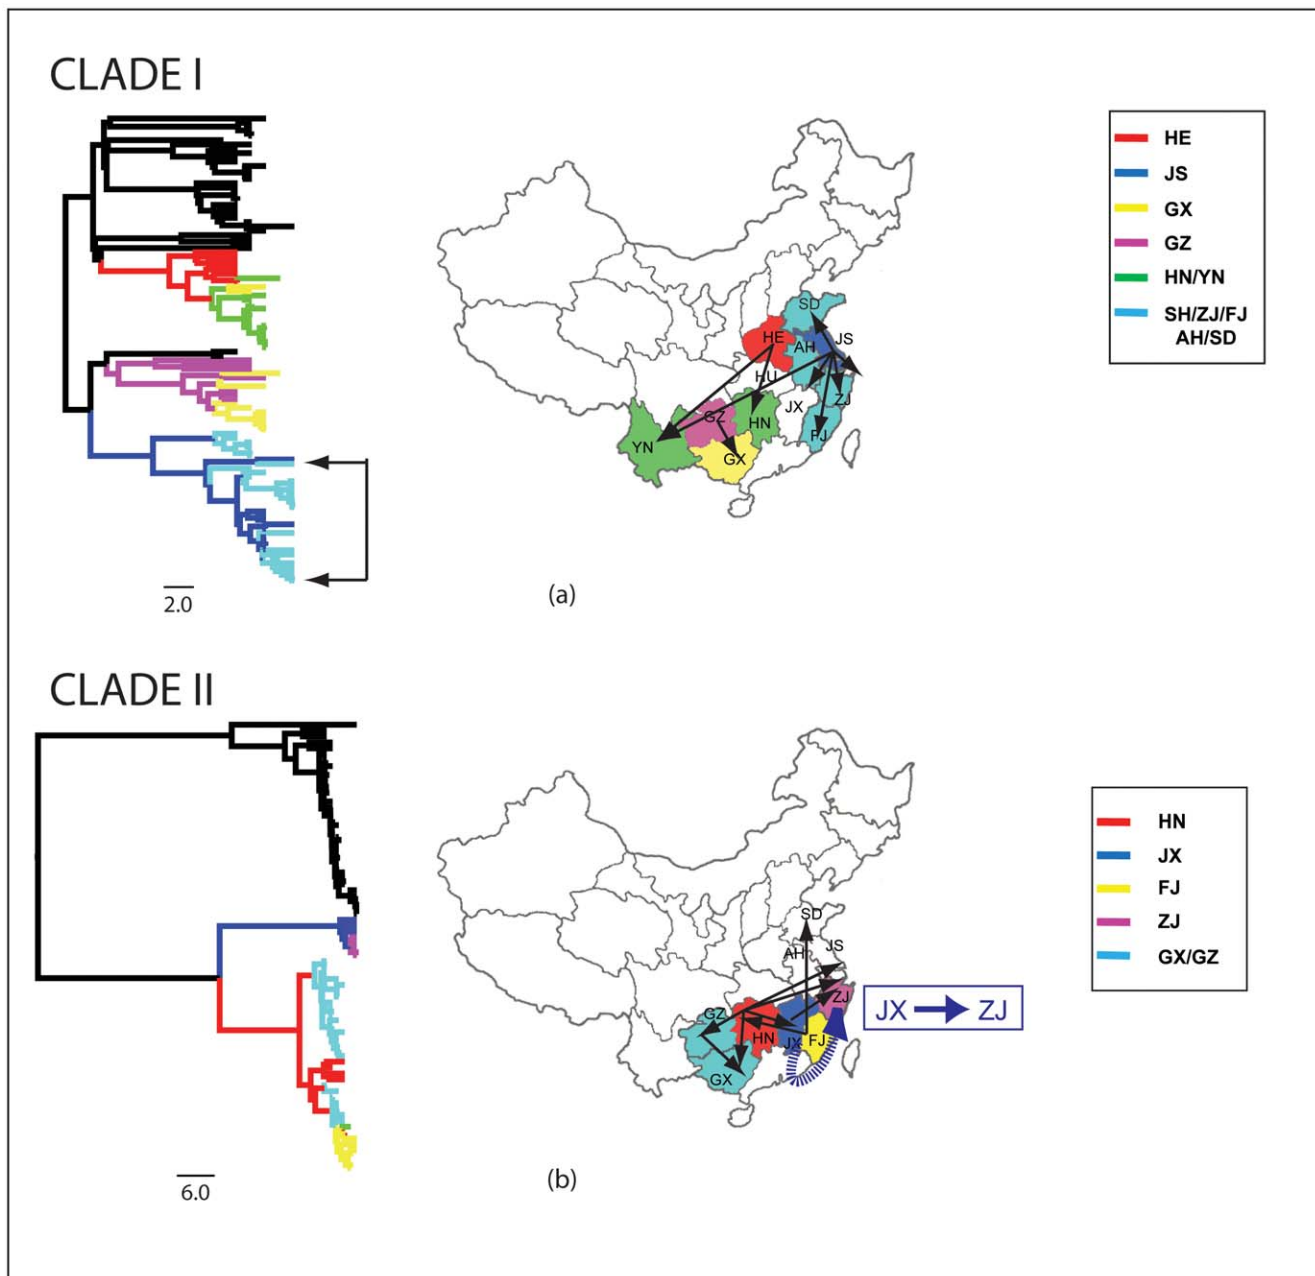 CLADE I
HE
JS
GX
GZ
HN/YN
SH/ZJ/FJ
AH/SD
SD
HE
AH
JS
HU
ZJ
JX
GZ
HN
FJ
YN
GX
2.0
(a)
CLADE II
HN
JX
FJ
ZJ
GX/GZ
SD
JS
AH
ZJ
JX ZJ
GZ
HN
JX
FJ
GX
6.0
(b)